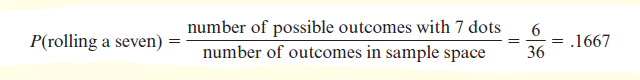 P(rolling a seven) = number of possible outcomes with 7 dots / number of outcomes in sample space = 6 / 36 = .1667